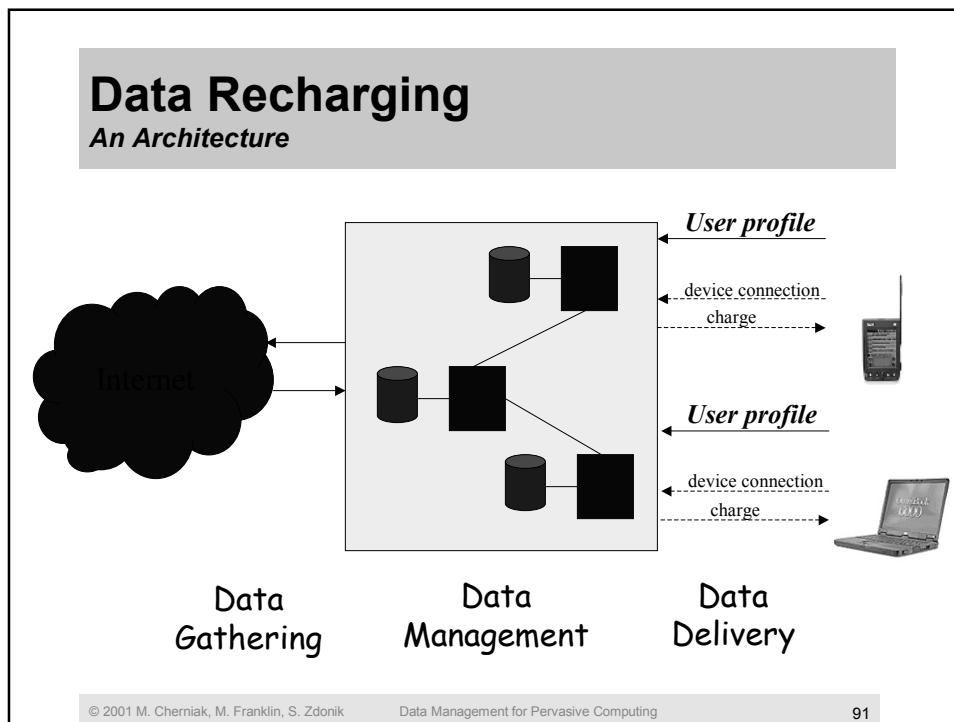 Data Recharging
An Architecture
User profile
device connection
charge
Internet
User profile
device connection
charge
Data
Gathering
Data
Management
Data
Delivery
© 2001 M. Cherniak, M. Franklin, S. Zdonik Data Management for Pervasive Computing 91